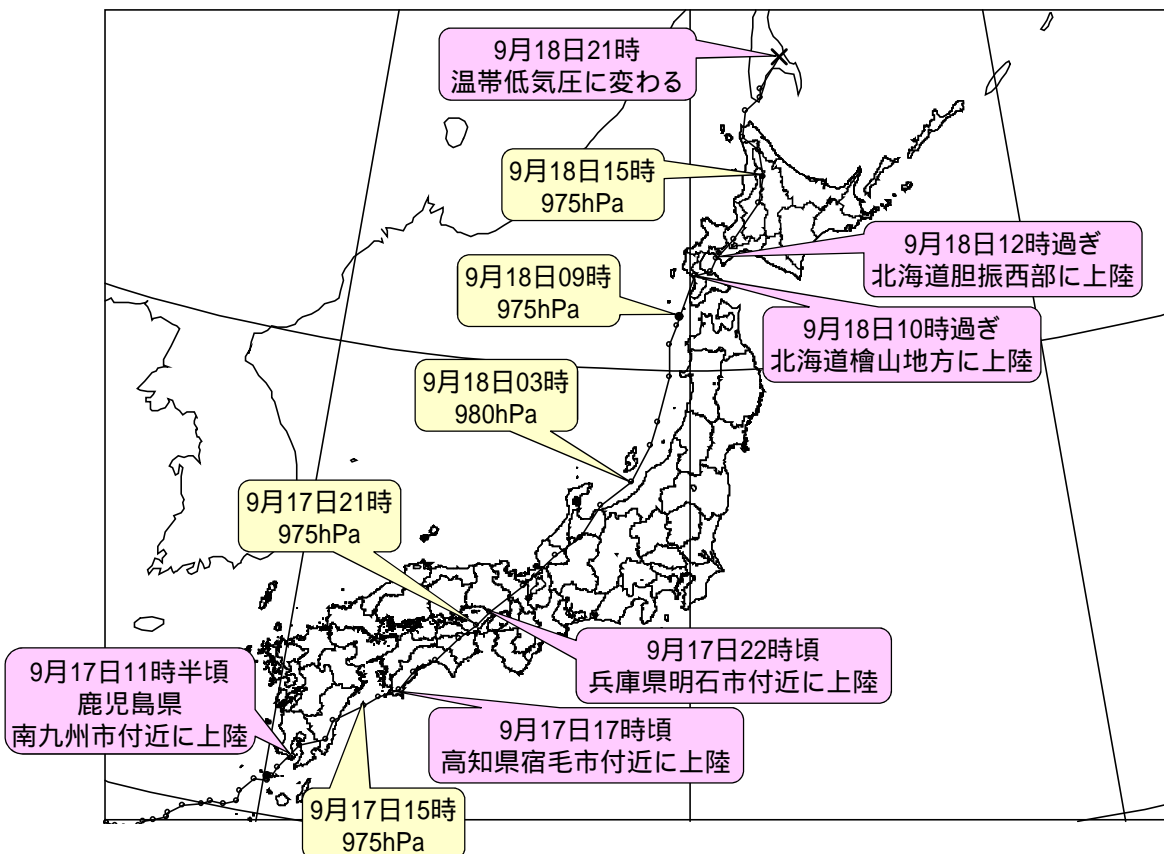 9月18日21時
温帯低気圧に変わる
9月18日15時
975hPa
9月18日12時過ぎ
北海道胆振西部に上陸
9月18日09時
975hPa
9月18日10時過ぎ
北海道檜山地方に上陸
9月18日03時
980hPa
9月17日21時
975hPa
9月17日22時頃
兵庫県明石市付近に上陸
9月17日11時半頃
鹿児島県
南九州市付近に上陸
9月17日17時頃
高知県宿毛市付近に上陸
9月17日15時
975hPa